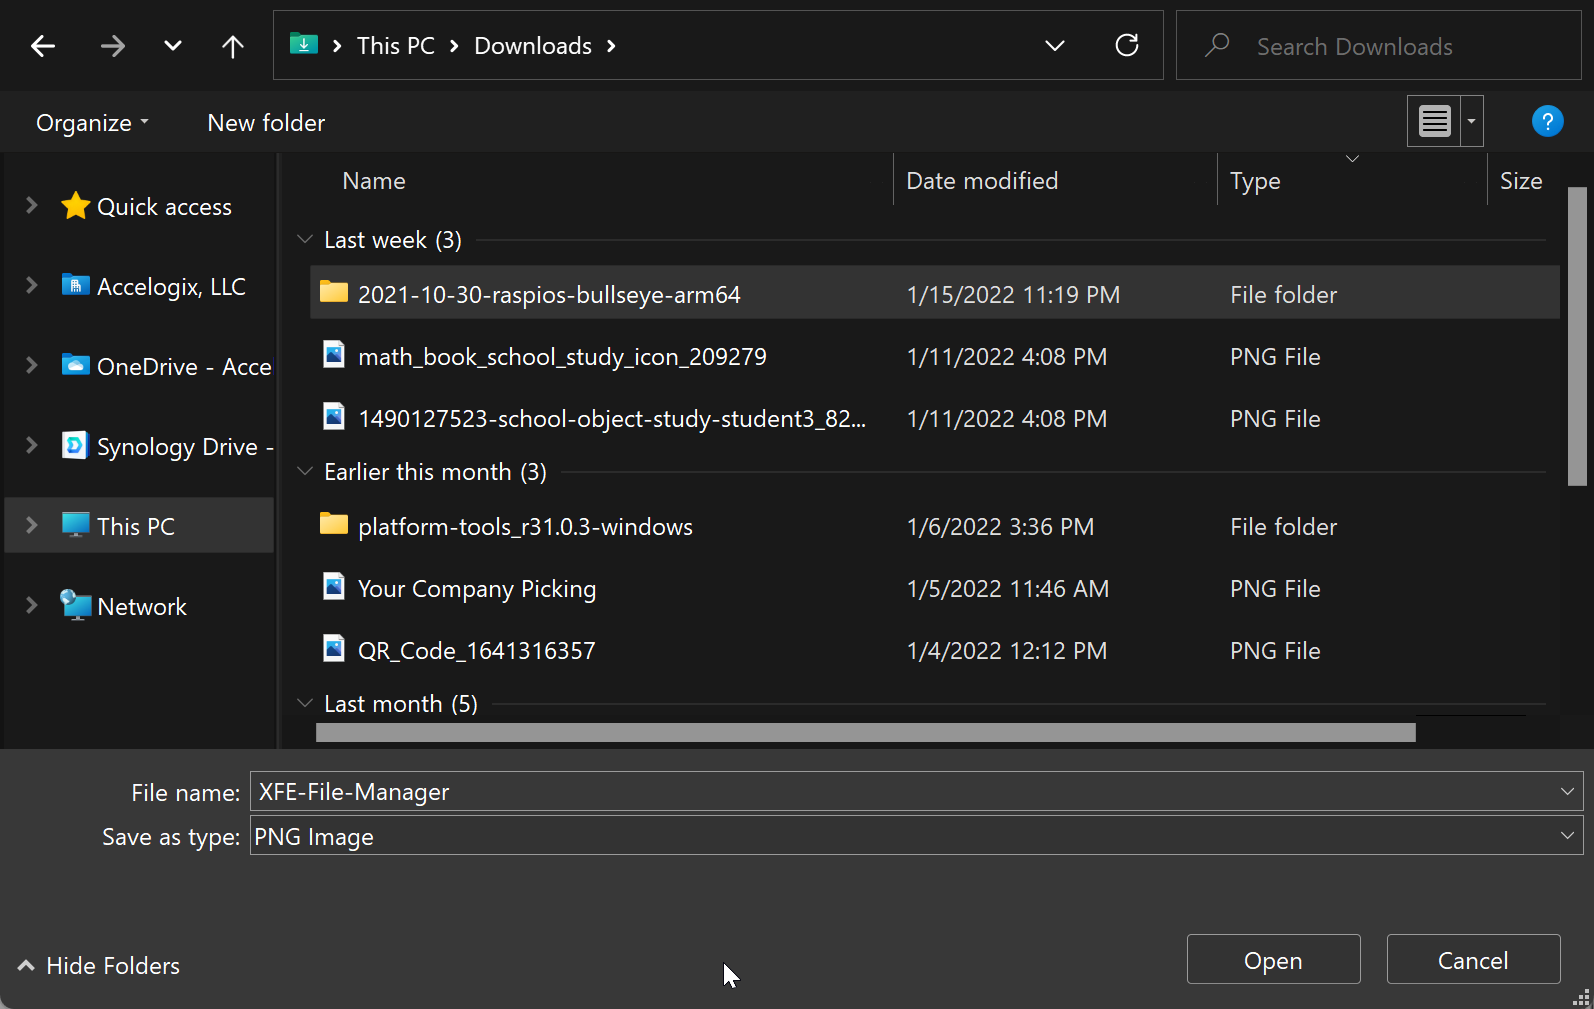 This PC > Downloads >
Search Downloads
Organize
New folder
?
Name
Date modified
Type
Size
Quick access
Accelogix, LLC
OneDrive - Acce
Synology Drive -
This PC
Network
Last week (3)
2021-10-30-raspios-bullseye-arm64 1/15/2022 11:19 PM File folder
math_book_school_study_icon_209279 1/11/2022 4:08 PM PNG File
1490127523-school-object-study-student3_82... 1/11/2022 4:08 PM PNG File
Earlier this month (3)
platform-tools_r31.0.3-windows 1/6/2022 3:36 PM File folder
Your Company Picking 1/5/2022 11:46 AM PNG File
QR_Code_1641316357 1/4/2022 12:12 PM PNG File
Last month (5)
File name: XFE-File-Manager
Save as type: PNG Image
Hide Folders
Open
Cancel